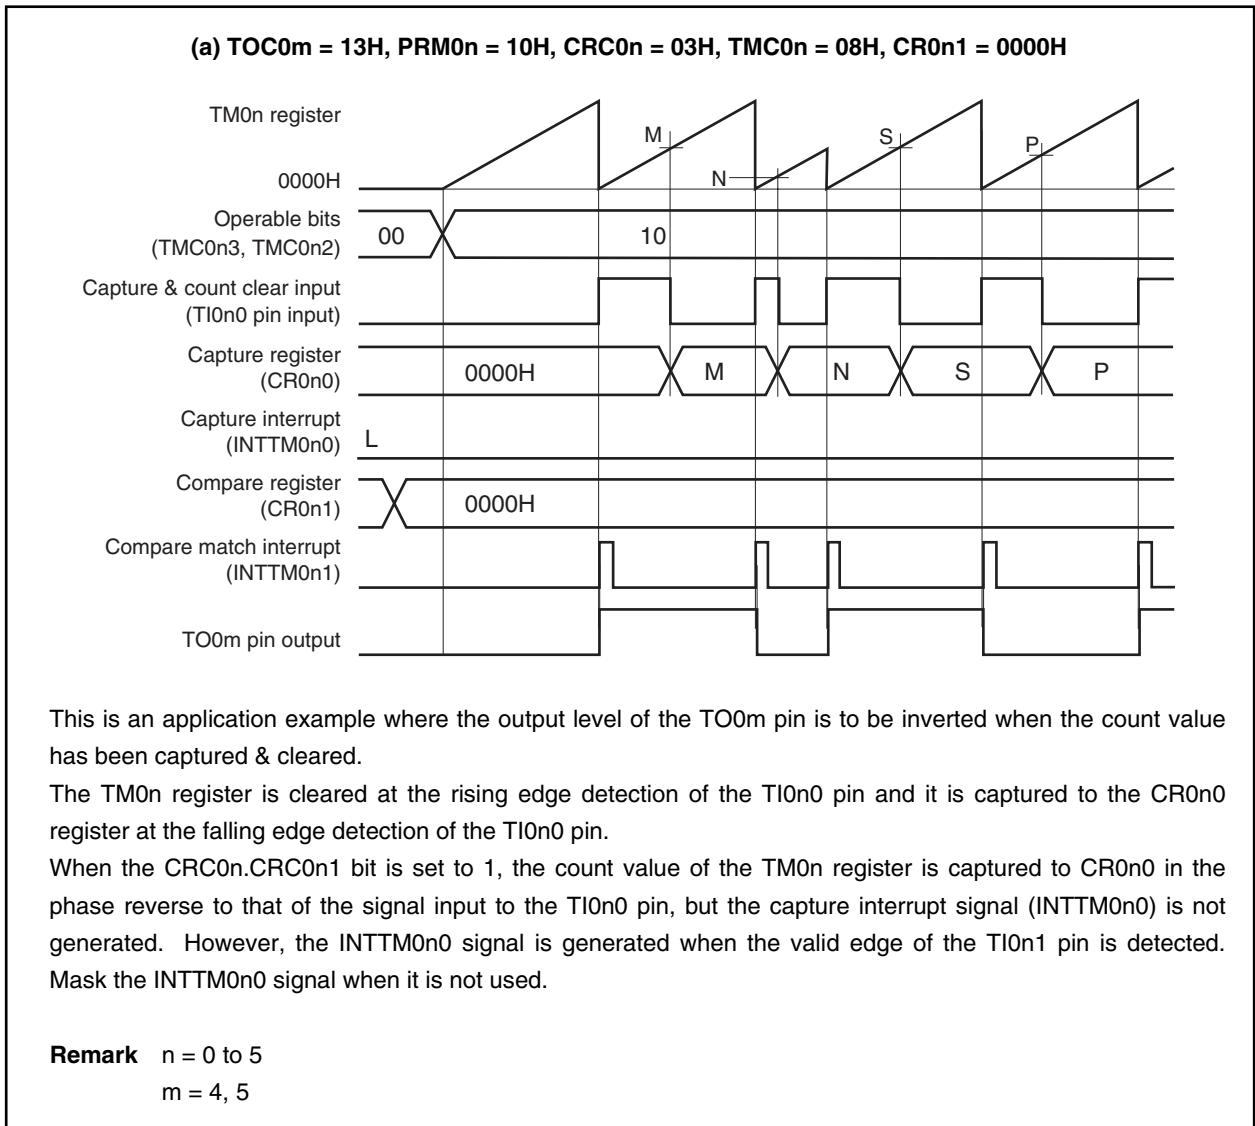 (a) TOC0m = 13H, PRM0n = 10H, CRC0n = 03H, TMC0n = 08H, CR0n1 = 0000H
TM0n register
M
S
P
N
0000H
Operable bits
(TMC0n3, TMC0n2)
00
10
Capture & count clear input
(TI0n0 pin input)
Capture register
(CR0n0)
0000H
M
N
S
P
Capture interrupt
(INTTM0n0)
L
Compare register
(CR0n1)
0000H
Compare match interrupt
(INTTM0n1)
TO0m pin output
This is an application example where the output level of the TO0m pin is to be inverted when the count value
has been captured & cleared.
The TM0n register is cleared at the rising edge detection of the TI0n0 pin and it is captured to the CR0n0
register at the falling edge detection of the TI0n0 pin.
When the CRC0n.CRC0n1 bit is set to 1, the count value of the TM0n register is captured to CR0n0 in the
phase reverse to that of the signal input to the TI0n0 pin, but the capture interrupt signal (INTTM0n0) is not
generated. However, the INTTM0n0 signal is generated when the valid edge of the TI0n1 pin is detected.
Mask the INTTM0n0 signal when it is not used.
Remark n = 0 to 5
m = 4, 5